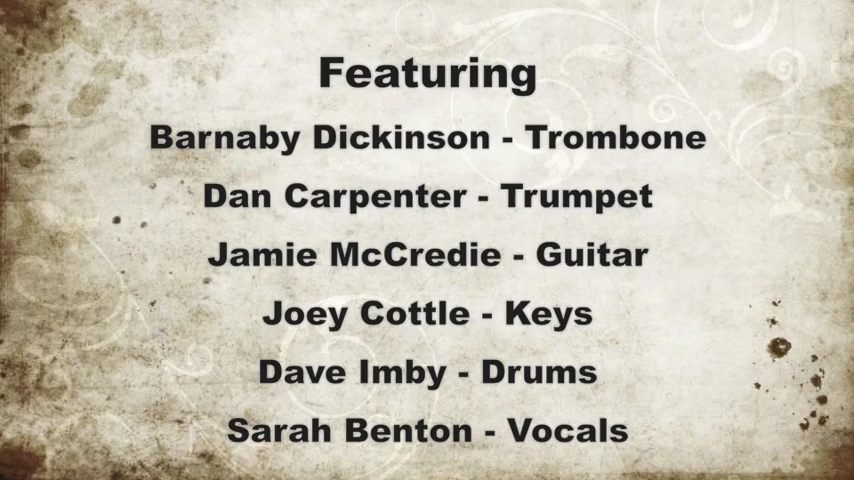 Featuring
Barnaby Dickinson - Trombone
Dan Carpenter - Trumpet
Jamie McCredie - Guitar
Joey Cottle - Keys
Dave Imby - Drums
Sarah Benton - Vocals